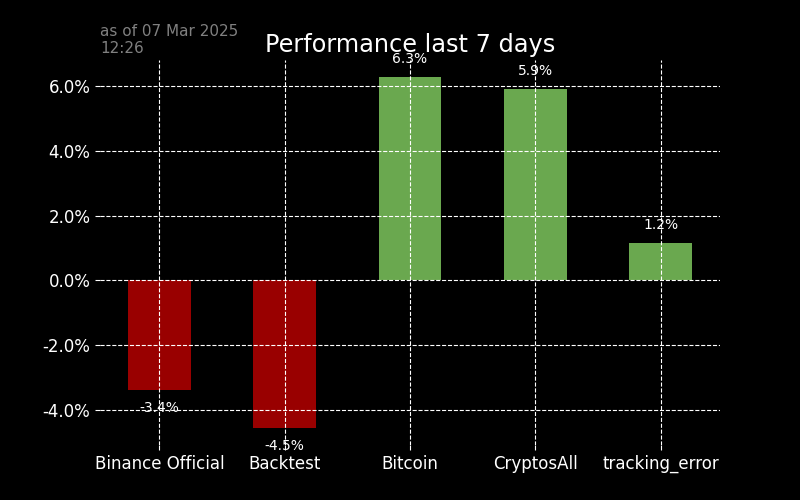 as of 07 Mar 2025
12:26
Performance last 7 days
6.3%
5.9%
6.0%
4.0%
2.0%
1.2%
0.0%
-2.0%
-4.0%
-3.4%
-4.5%
Binance Official
Backtest
Bitcoin
CryptosAll
tracking_error